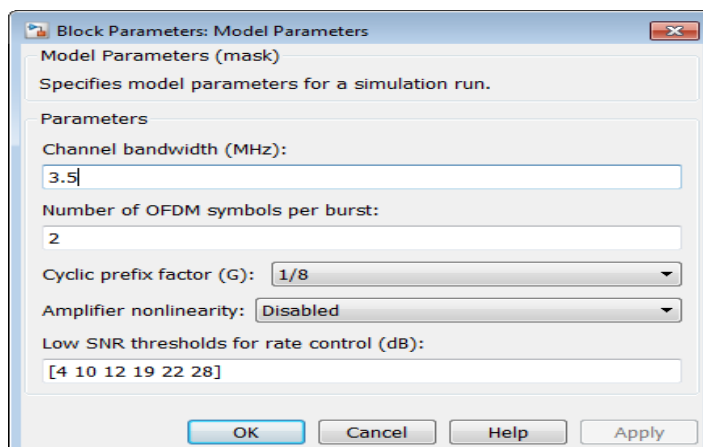 Block Parameters: Model Parameters
Model Parameters (mask)
Specifies model parameters for a simulation run.
Parameters
Channel bandwidth (MHz):
3.5
Number of OFDM symbols per burst:
2
Cyclic prefix factor (G): 1/8
Amplifier nonlinearity: Disabled
Low SNR thresholds for rate control (dB):
[4 10 12 19 22 28]
OK Cancel Help Apply